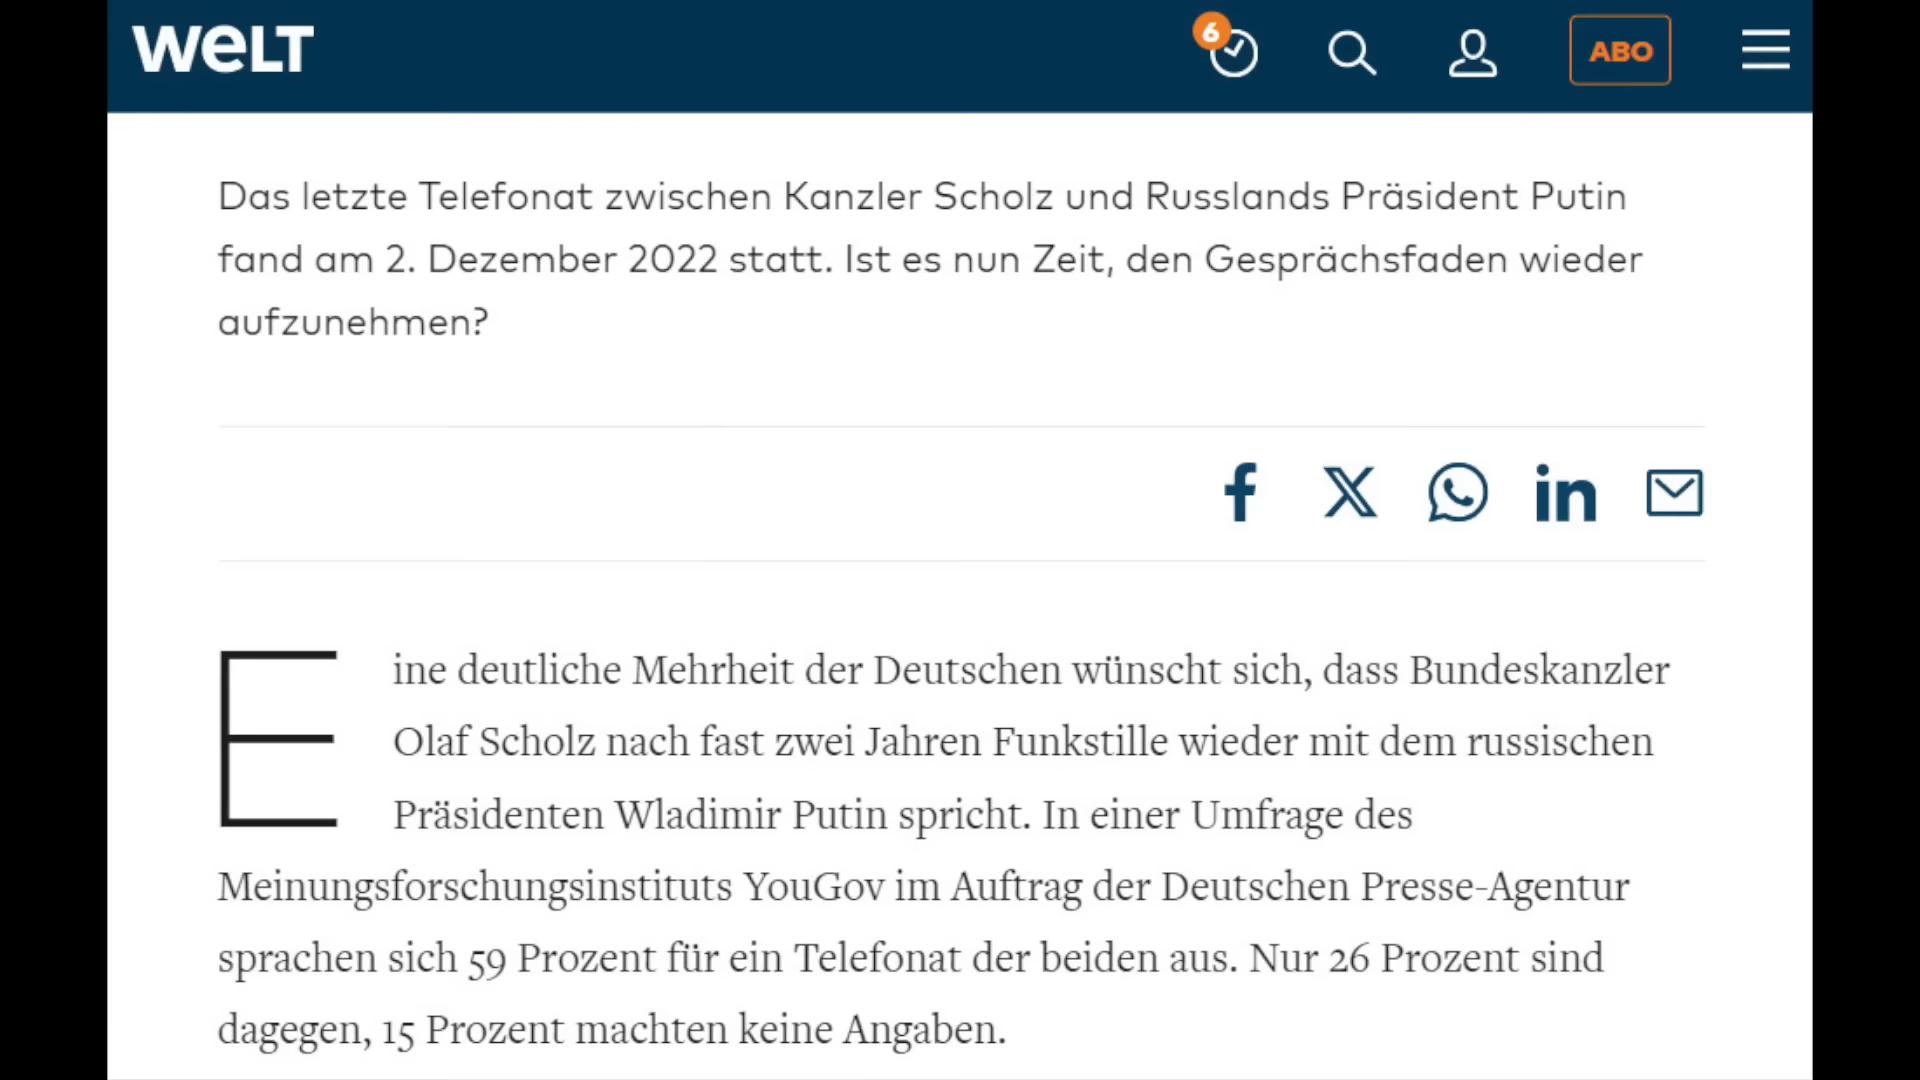 WELT
6
ABO
Das letzte Telefonat zwischen Kanzler Scholz und Russlands Präsident Putin
fand am 2. Dezember 2022 statt. Ist es nun Zeit, den Gesprächsfaden wieder
aufzunehmen?
Eine deutliche Mehrheit der Deutschen wünscht sich, dass Bundeskanzler
Olaf Scholz nach fast zwei Jahren Funkstille wieder mit dem russischen
Präsidenten Wladimir Putin spricht. In einer Umfrage des
Meinungsforschungsinstituts YouGov im Auftrag der Deutschen Presse-Agentur
sprachen sich 59 Prozent für ein Telefonat der beiden aus. Nur 26 Prozent sind
dagegen, 15 Prozent machten keine Angaben.